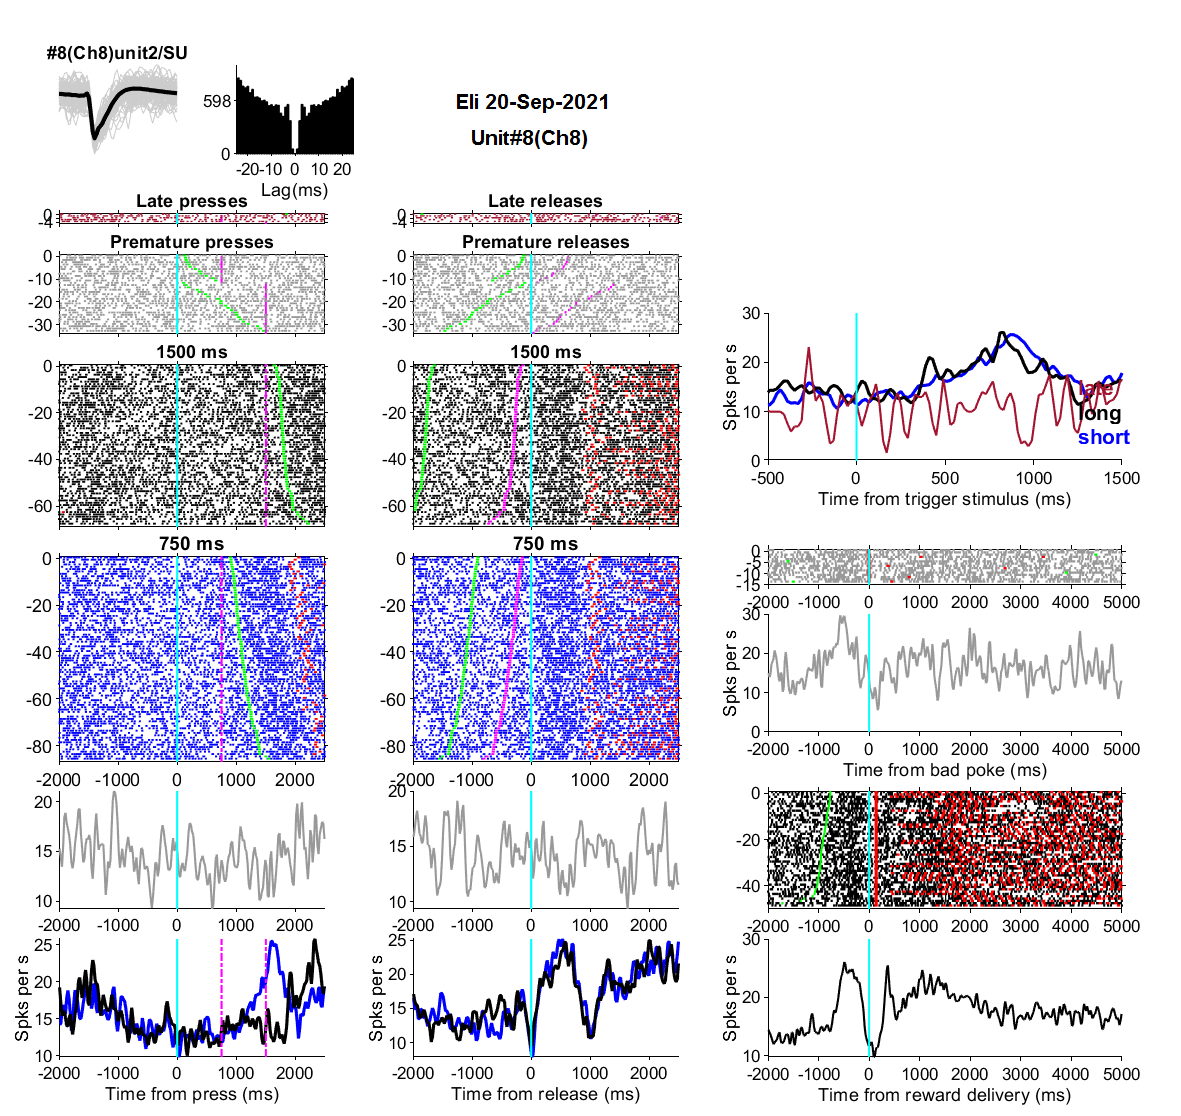 #8(Ch8)unit2/SU
598
0
-20 -10 0 10 20
Lag(ms)
Eli 20-Sep-2021
Unit#8(Ch8)
Late presses
0
-4
Late releases
0
-4
Premature presses
0
-10
-20
-30
Premature releases
0
-10
-20
-30
1500 ms
0
-20
-40
-60
1500 ms
0
-20
-40
-60
750 ms
0
-20
-40
-60
-80
-2000 -1000 0 1000 2000
750 ms
0
-20
-40
-60
-80
-2000 -1000 0 1000 2000
20
15
10
-2000 -1000 0 1000 2000
20
15
10
-2000 -1000 0 1000 2000
Spks per s
25
20
15
10
-2000 -1000 0 1000 2000
Time from press (ms)
Spks per s
25
20
15
10
-2000 -1000 0 1000 2000
Time from release (ms)
Spks per s
30
20
10
0
late
long
short
-500 0 500 1000 1500
Time from trigger stimulus (ms)
0
-5
-10
-15
-2000 -1000 0 1000 2000 3000 4000 5000
Spks per s
30
20
10
0
-2000 -1000 0 1000 2000 3000 4000 5000
Time from bad poke (ms)
0
-20
-40
-2000 -1000 0 1000 2000 3000 4000 5000
Spks per s
30
20
10
-2000 -1000 0 1000 2000 3000 4000 5000
Time from reward delivery (ms)